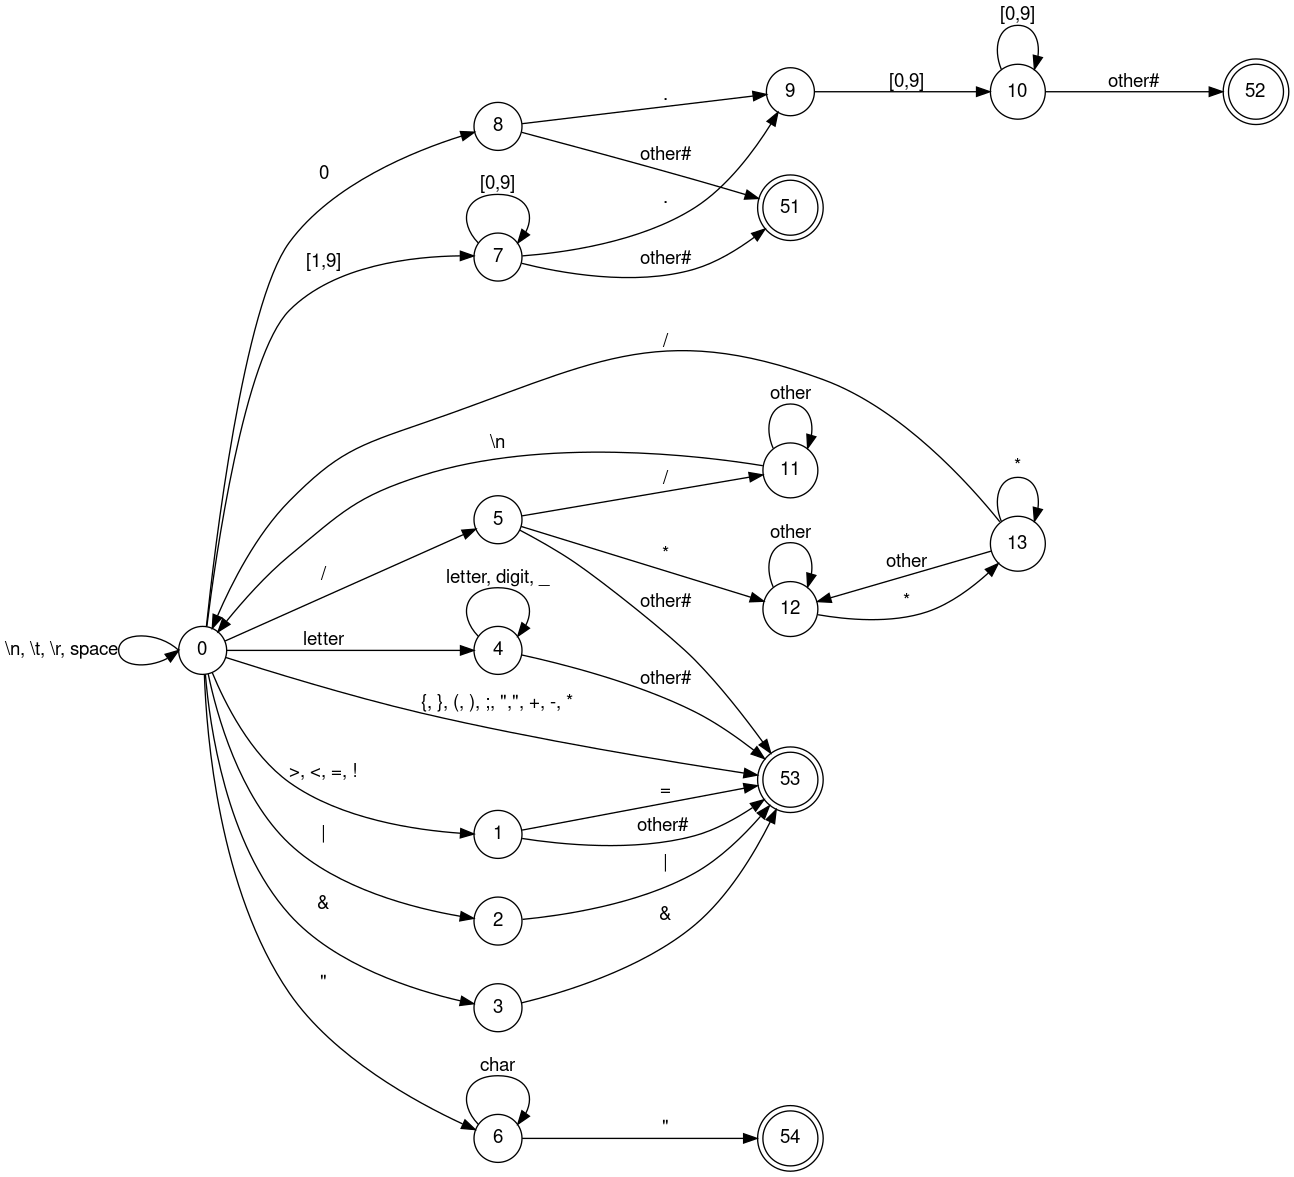 [0,9]
9
[0,9]
10
other#
52
.
8
other#
0
[0,9]
51
.
7
other#
[1,9]
/
other
\n
11
/
*
5
other
13
*
other
/
letter, digit, _
other#
12
*
\n, \t, \r, space
0
letter
4
other#
{, }, (, ), ;, ",", +, -, *
>, <, =, !
53
=
1
other#
|
|
2
&
&
"
3
char
6
"
54